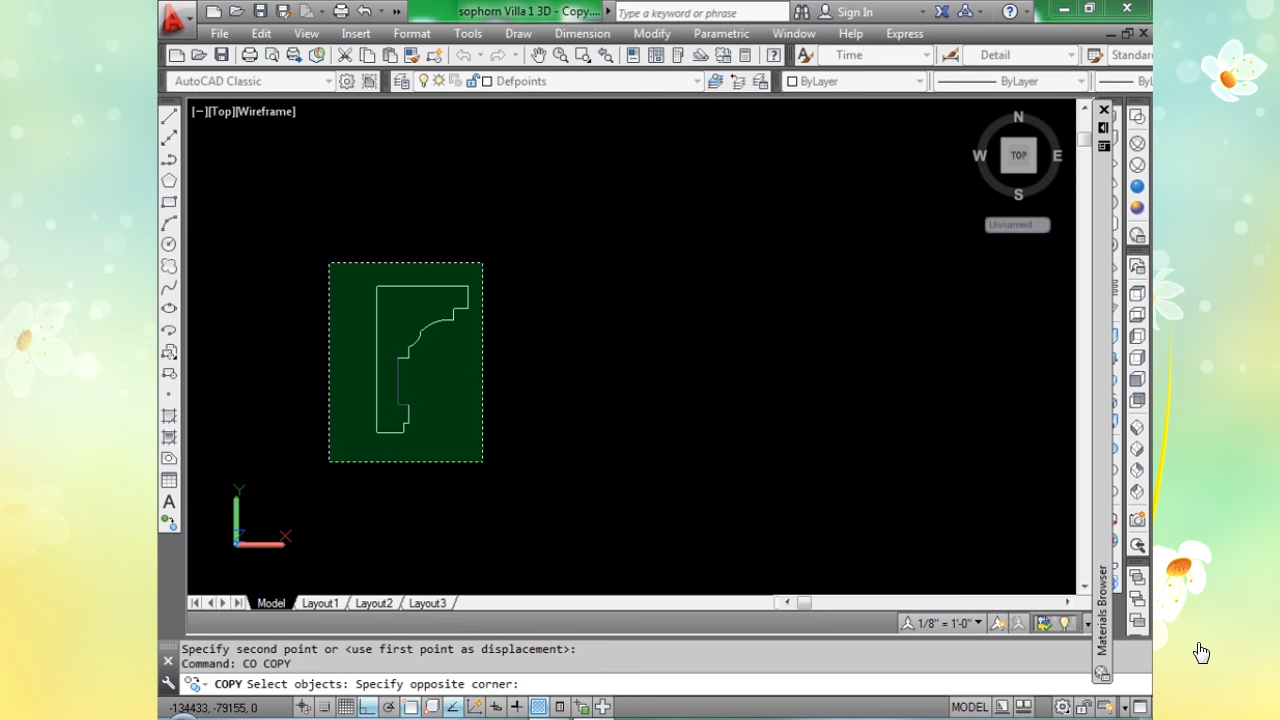 sophorn Villa 1 3D - Copy....
Type a keyword or phrase
Sign In
File Edit View Insert Format Tools Draw Dimension Modify Parametric Window Help Express
Time
Detail
Standar
AutoCAD Classic
Defpoints
ByLayer
ByLayer
ByL
[−][Top][Wireframe]
N
W
TOP
E
S
Unnamed
Y
X
Z
A
Model Layout1 Layout2 Layout3
1/8" = 1'-0"
Materials Browser
Specify second point or <use first point as displacement>:
Command: CO COPY
COPY Select objects: Specify opposite corner:
-134433, -79155, 0
MODEL